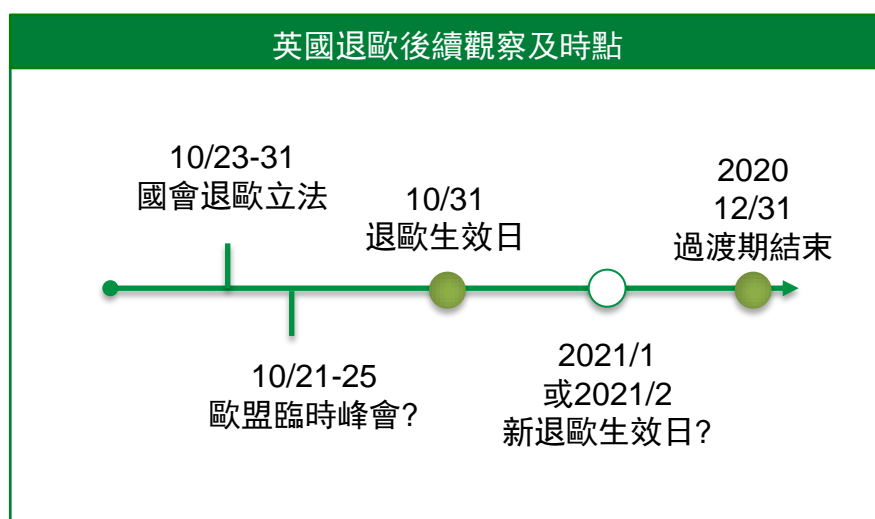 英國退歐後續觀察及時點
10/23-31
國會退歐立法
10/31
退歐生效日
2020
12/31
過渡期結束
10/21-25
歐盟臨時峰會?
2021/1
或2021/2
新退歐生效日?